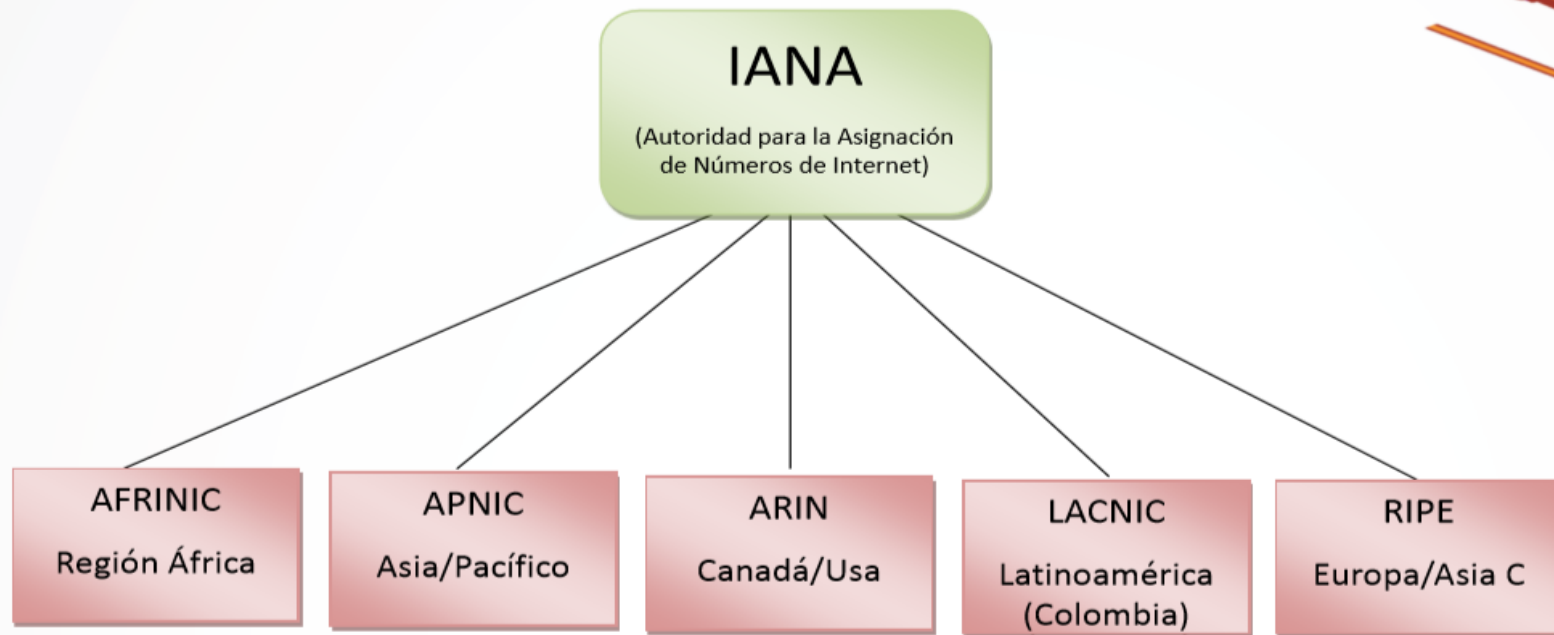 IANA
(Autoridad para la Asignación
de Números de Internet)
AFRINIC
Región África
APNIC
Asia/Pacífico
ARIN
Canadá/Usa
LACNIC
Latinoamérica
(Colombia)
RIPE
Europa/Asia C